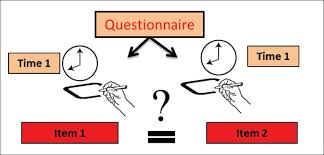 Questionnaire
Time 1
Time 1
?
=
Item 1
Item 2